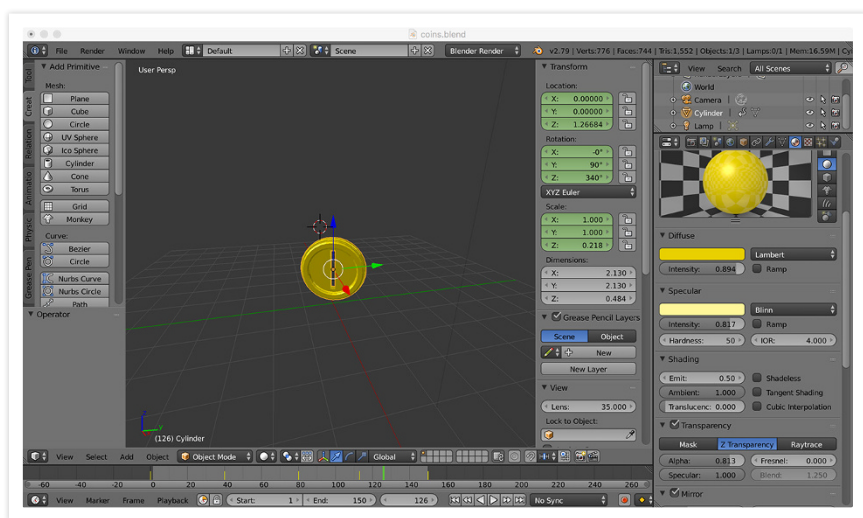 coins.blend
File Render Window Help Default Scene Blender Render v2.79 | Verts:776 | Faces:744 | Tris:1,552 | Objects:1/3 | Lamps:0/1 | Mem:16.59M | Cy
Tool
Creat
Relation
Animatio
Physic
Grease Pen
Add Primitive
Mesh:
Plane
Cube
Circle
UV Sphere
Ico Sphere
Cylinder
Cone
Torus
Grid
Monkey
Curve:
Bezier
Circle
Nurbs Curve
Nurbs Circle
Path
Operator
User Persp
(126) Cylinder
Transform
Location:
X: 0.00000
Y: 0.00000
Z: 1.26684
Rotation:
X: -0°
Y: 90°
Z: 340°
XYZ Euler
Scale:
X: 1.000
Y: 1.000
Z: 0.218
Dimensions:
X: 2.130
Y: 2.130
Z: 0.484
Grease Pencil Layers
Scene Object
New
New Layer
View
Lens: 35.000
Lock to Object:
View Search All Scenes
World
Camera
Cylinder
Lamp
Diffuse
Lambert
Intensity: 0.894 Ramp
Specular
Blinn
Intensity: 0.817 Ramp
Hardness: 50 IOR: 4.000
Shading
Emit: 0.50 Shadeless
Ambient: 1.000 Tangent Shading
Translucenc: 0.000 Cubic Interpolation
Transparency
Mask Z Transparency Raytrace
Alpha: 0.813 Fresnel: 0.000
Specular: 1.000 Blend: 1.250
Mirror
View Select Add Object Object Mode Global
-60 -40 -20 0 20 40 60 80 100 120 140 160 180 200 220 240 260
View Marker Frame Playback Start: 1 End: 150 126 No Sync